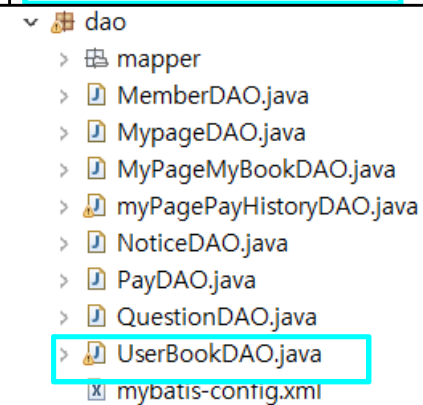 dao
mapper
MemberDAO.java
MypageDAO.java
MyPageMyBookDAO.java
myPagePayHistoryDAO.java
NoticeDAO.java
PayDAO.java
QuestionDAO.java
UserBookDAO.java
mybatis-config.xml